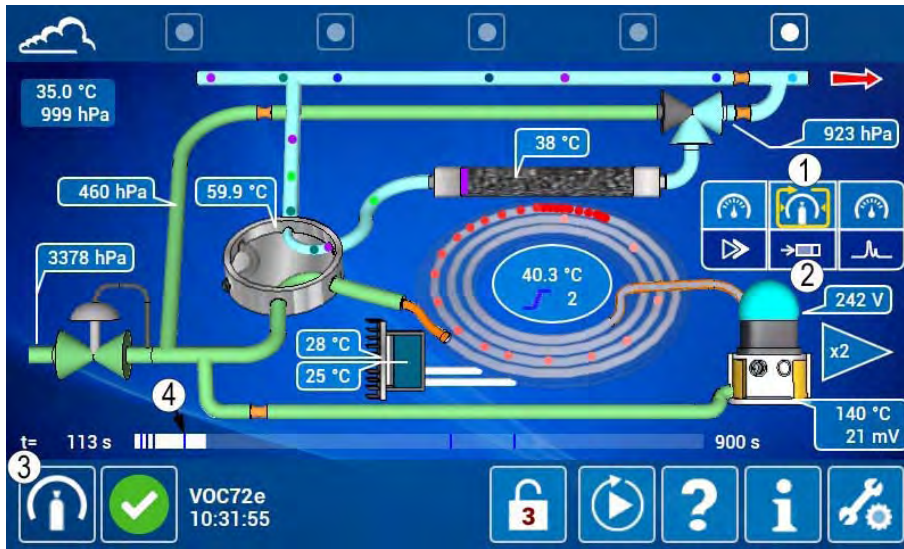 35.0 °C
999 hPa
923 hPa
38 °C
1
460 hPa
59.9 °C
3378 hPa
40.3 °C
2
2
242 V
28 °C
25 °C
x2
4
140 °C
21 mV
t= 113 s
900 s
3
VOC72e
10:31:55
3
?
i